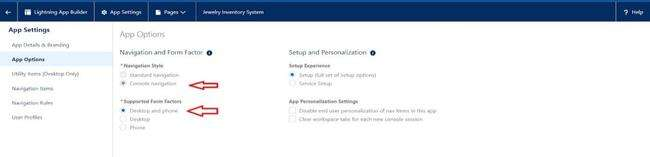 Lightning App Builder
App Settings
Pages
Jewelry Inventory System
? Help
App Settings
App Details & Branding
App Options
Utility Items (Desktop Only)
Navigation Items
Navigation Rules
User Profiles
App Options
Navigation and Form Factor
*Navigation Style
Standard navigation
Console navigation
*Supported Form Factors
Desktop and phone
Desktop
Phone
Setup and Personalization
Setup Experience
Setup (full set of Setup options)
Service Setup
App Personalization Settings
Disable end user personalization of nav items in this app
Clear workspace tabs for each new console session